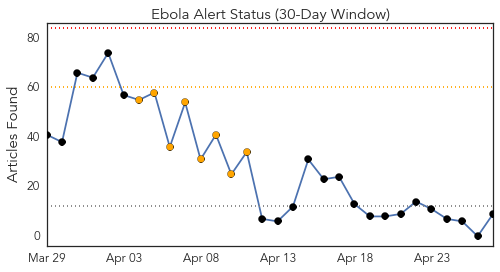 Ebola Alert Status (30-Day Window)
Articles Found
80
60
40
20
0
Mar 29 Apr 03 Apr 08 Apr 13 Apr 18 Apr 23